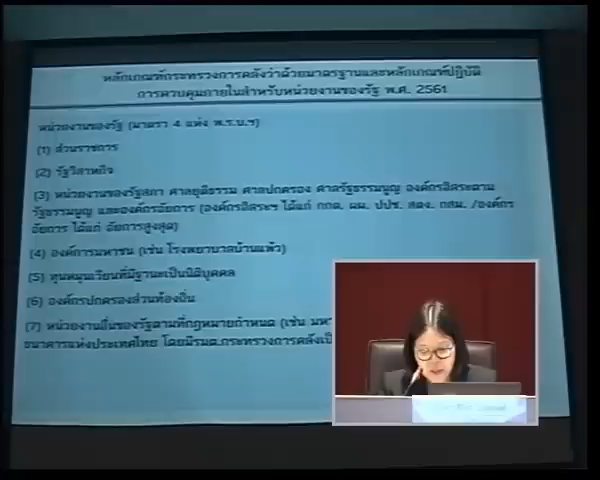 หลักเกณฑ์กระทรวงการคลังว่าด้วยมาตรฐานและหลักเกณฑ์ปฏิบัติ
การควบคุมภายในสำหรับหน่วยงานของรัฐ พ.ศ. 2561
หน่วยงานของรัฐ (มาตรา 4 แห่ง พ.ร.บ.ฯ)
(1) ส่วนราชการ
(2) รัฐวิสาหกิจ
(3) หน่วยงานของรัฐสภา ศาลยุติธรรม ศาลปกครอง ศาลรัฐธรรมนูญ องค์กรอิสระตาม
รัฐธรรมนูญ และองค์กรอัยการ (องค์กรอิสระฯ ได้แก่ กกต. ผผ. ปปช. สตง. กสม. /องค์กร
อัยการ ได้แก่ อัยการสูงสุด)
(4) องค์การมหาชน (เช่น โรงพยาบาลบ้านแพ้ว)
(5) ทุนหมุนเวียนที่มีฐานะเป็นนิติบุคคล
(6) องค์กรปกครองส่วนท้องถิ่น
(7) หน่วยงานอื่นของรัฐตามที่กฎหมายกำหนด (เช่น มหา
ธนาคารแห่งประเทศไทย โดยมีรมต.กระทรวงการคลังเป็